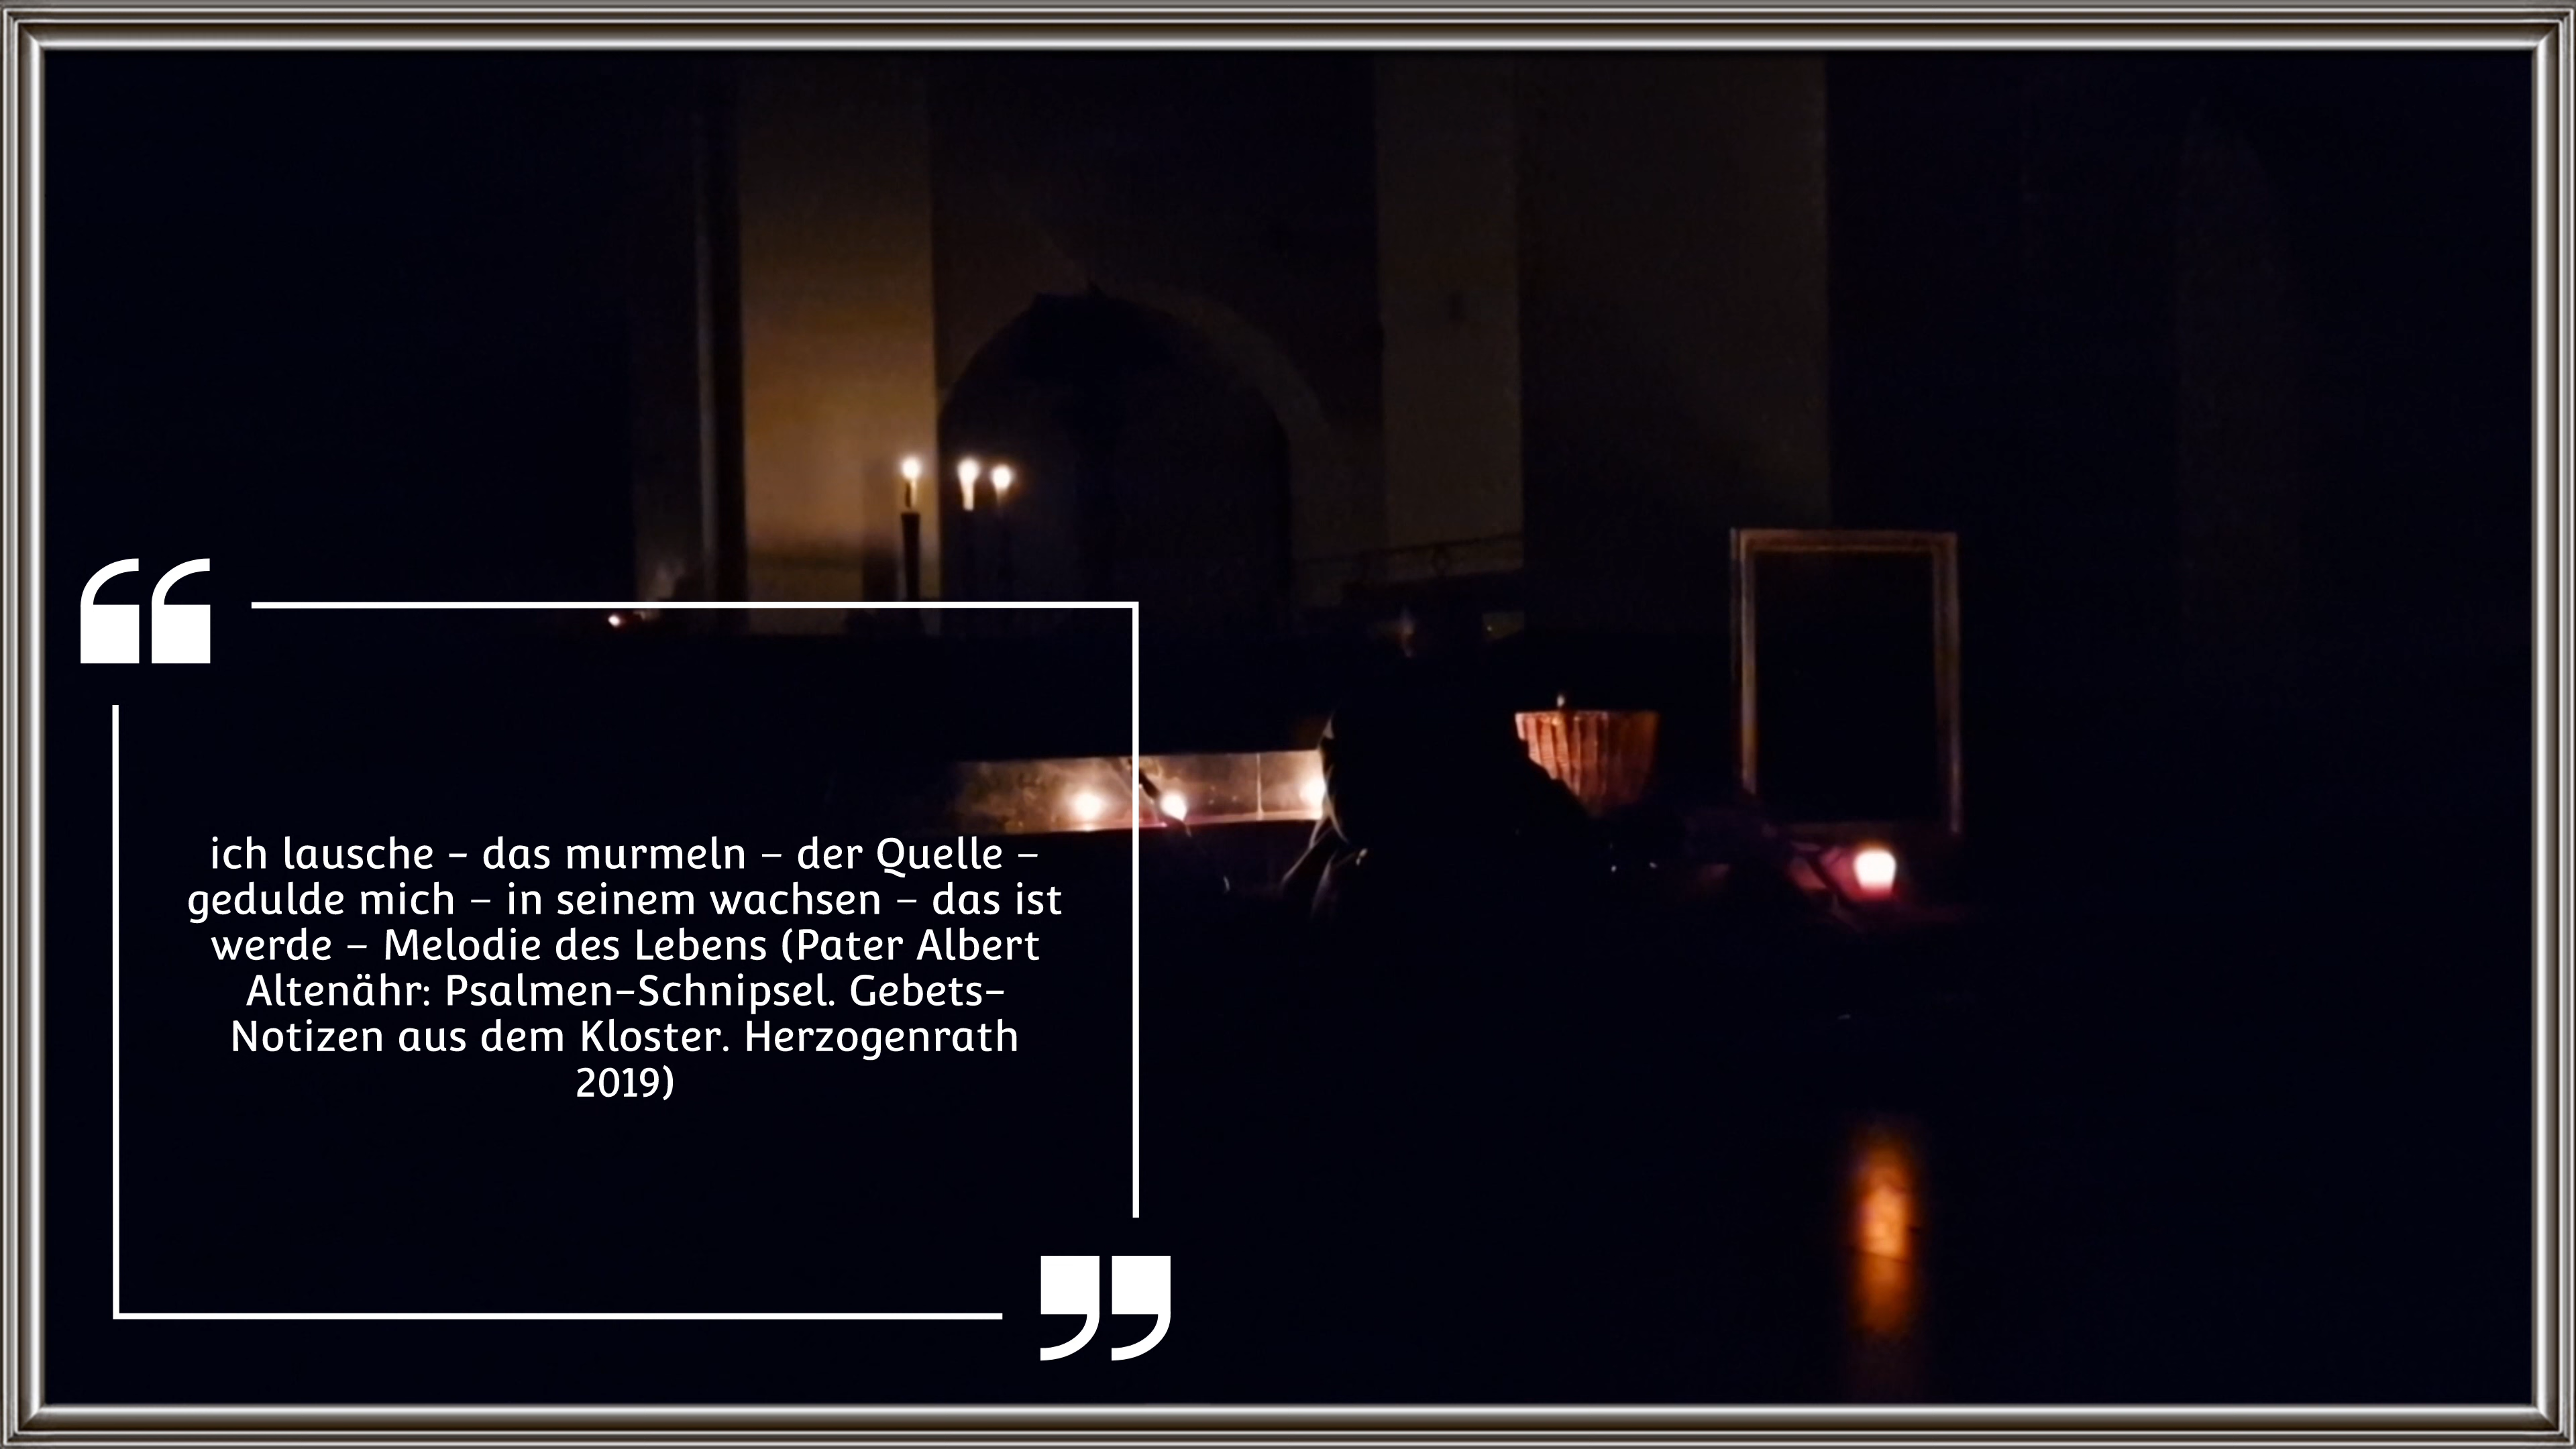 ich lausche - das murmeln – der Quelle –
gedulde mich – in seinem wachsen – das ist
werde – Melodie des Lebens (Pater Albert
Altenähr: Psalmen-Schnipsel. Gebets-
Notizen aus dem Kloster. Herzogenrath
2019)